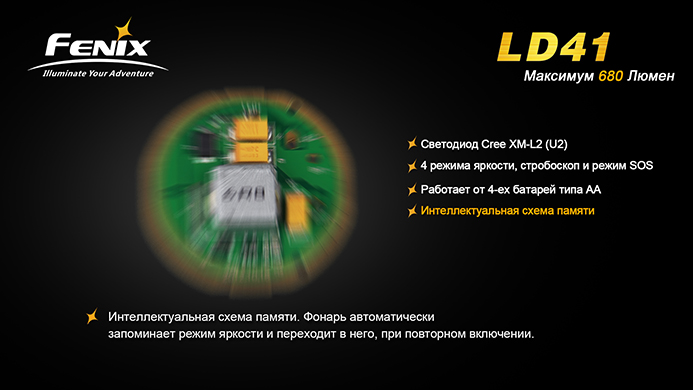 FENIX
Illuminate Your Adventure
LD41
Максимум 680 Люмен
Светодиод Cree XM-L2 (U2)
4 режима яркости, стробоскоп и режим SOS
Работает от 4-ех батарей типа АА
Интеллектуальная схема памяти
Интеллектуальная схема памяти. Фонарь автоматически
запоминает режим яркости и переходит в него, при повторном включении.